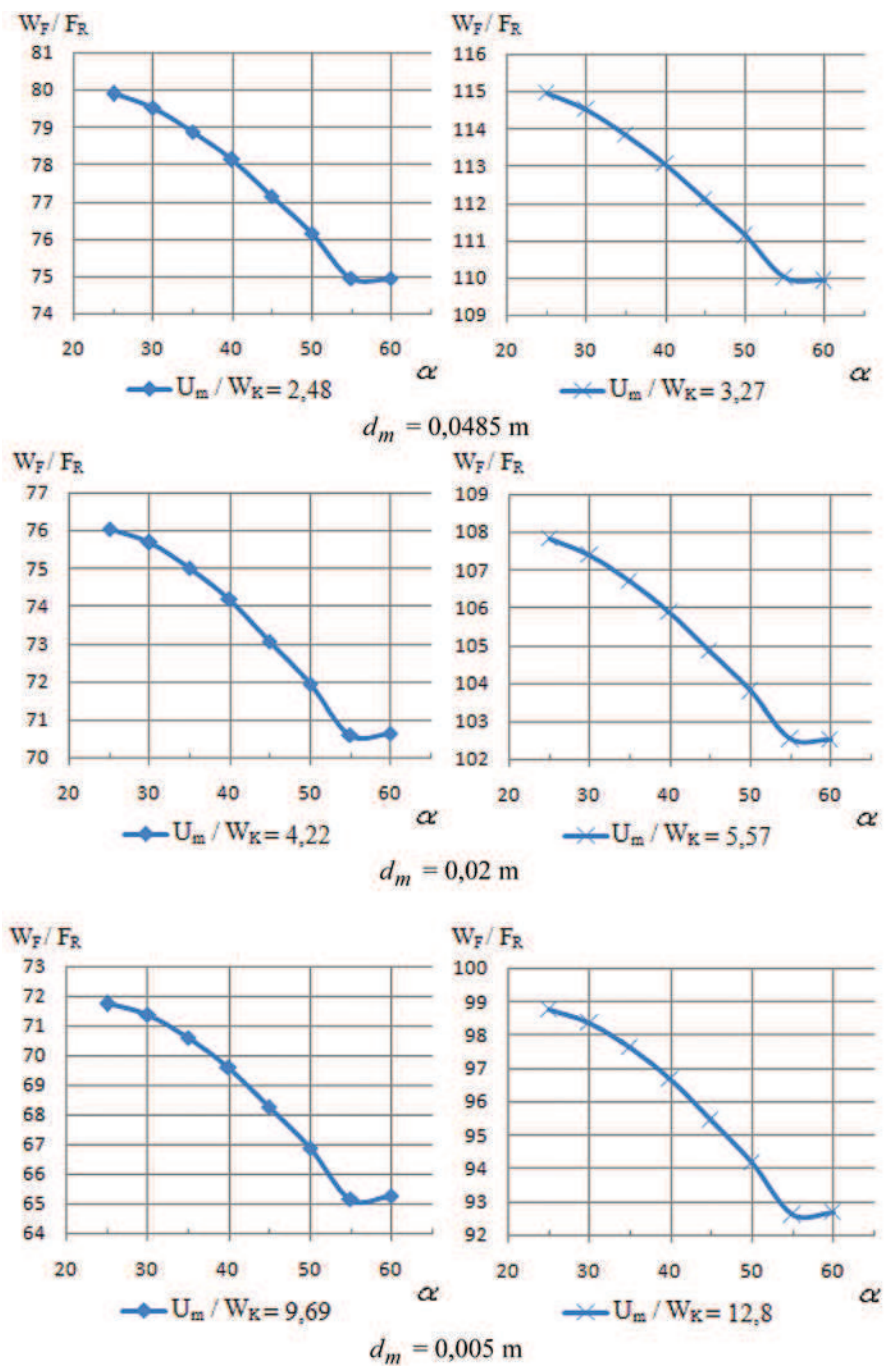 W_F / F_R
81
80
79
78
77
76
75
74
20 30 40 50 60
α
U_m / W_K = 2,48
W_F / F_R
115
114
113
112
111
110
109
20 30 40 50 60
α
U_m / W_K = 3,27
d_m = 0,0485 m
W_F / F_R
77
76
75
74
73
72
71
70
20 30 40 50 60
α
U_m / W_K = 4,22
W_F / F_R
109
108
107
106
105
104
103
102
20 30 40 50 60
α
U_m / W_K = 5,57
d_m = 0,02 m
W_F / F_R
73
72
71
70
69
68
67
66
65
64
20 30 40 50 60
α
U_m / W_K = 9,69
W_F / F_R
100
99
98
97
96
95
94
93
92
20 30 40 50 60
α
U_m / W_K = 12,8
d_m = 0,005 m